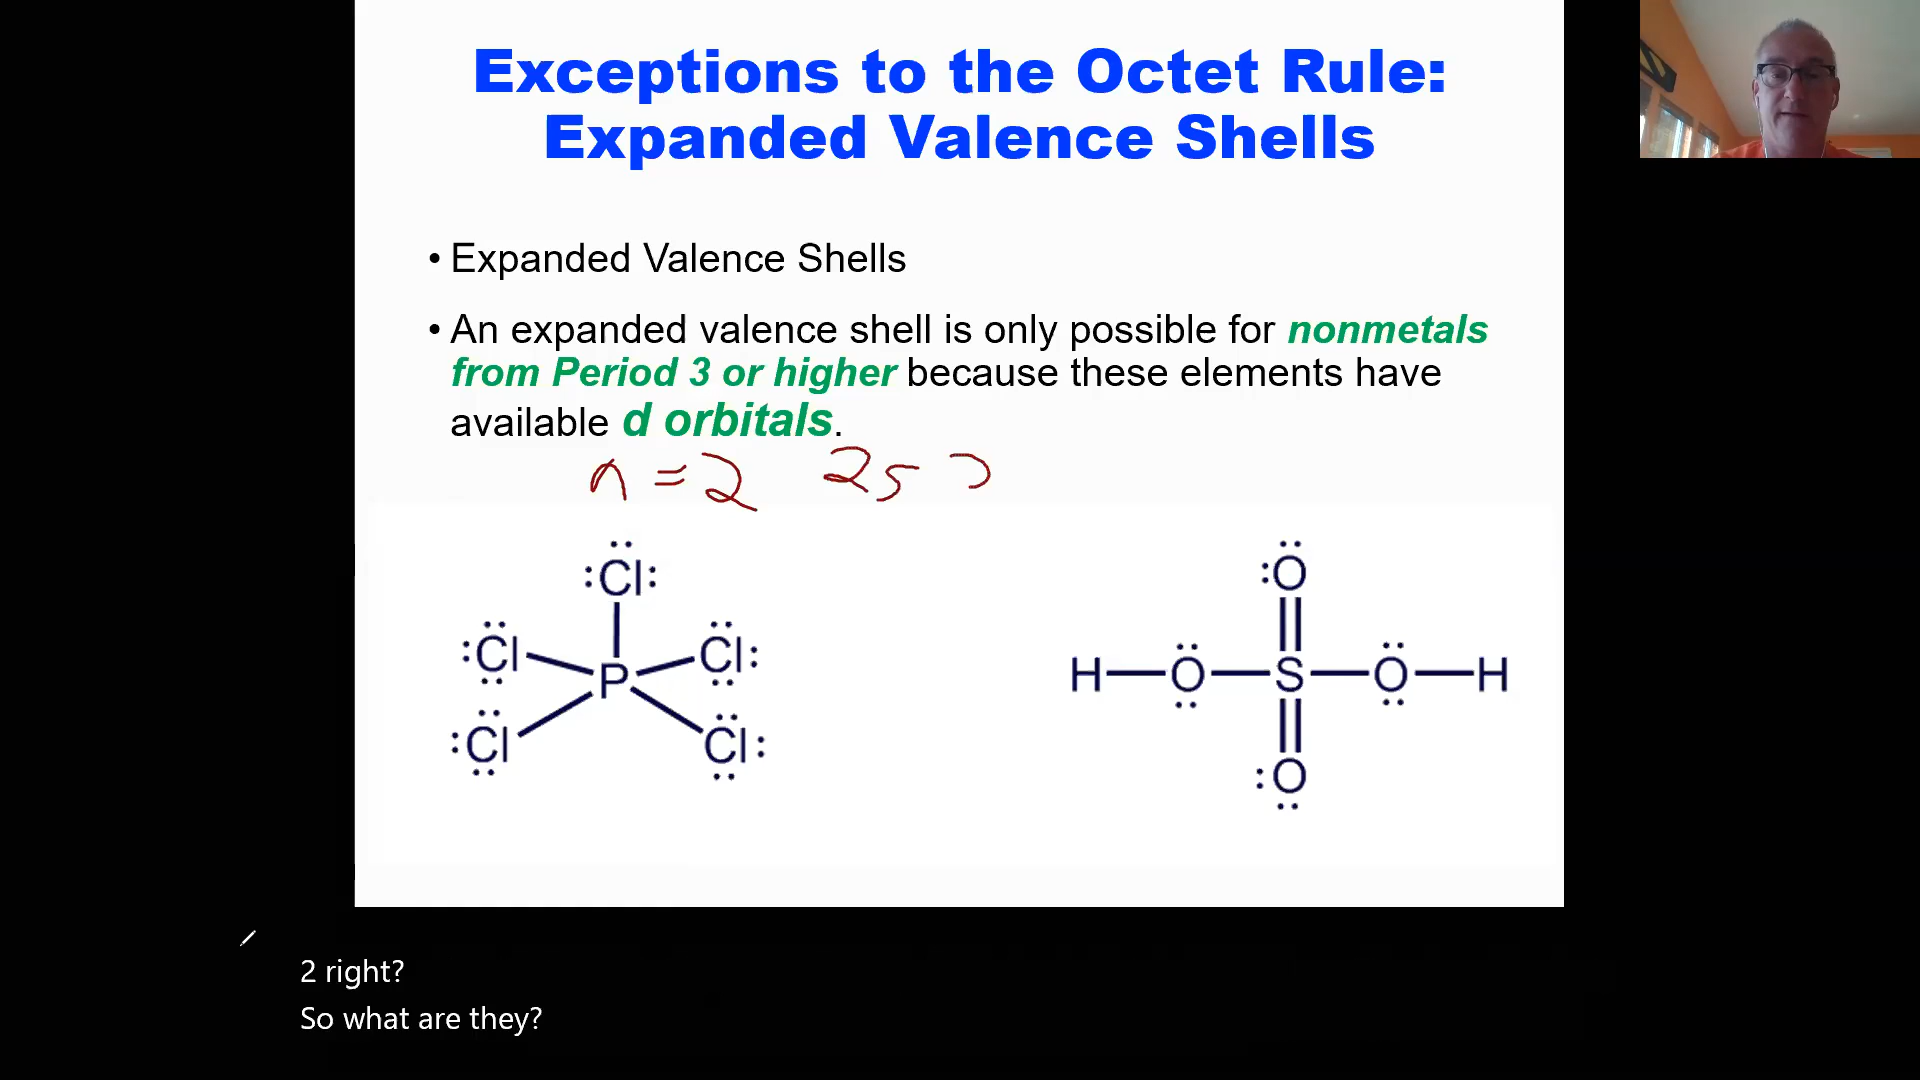 Exceptions to the Octet Rule:
Expanded Valence Shells
• Expanded Valence Shells
• An expanded valence shell is only possible for nonmetals
from Period 3 or higher because these elements have
available d orbitals.
n = 2 2s
:Cl:
:Cl Cl:
P
:Cl Cl:
:O
H O S O H
:O
2 right?
So what are they?